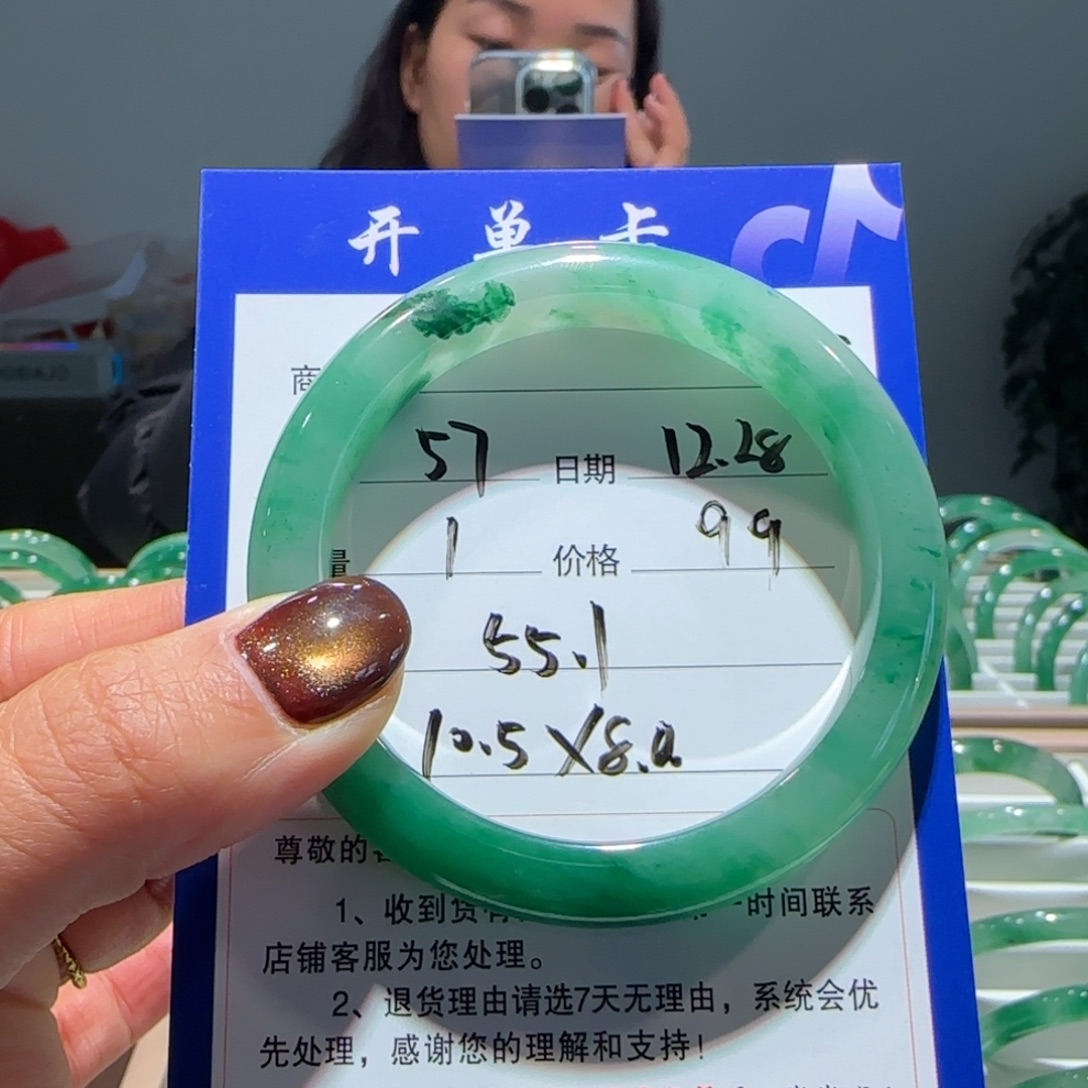 开单卡
商
57 日期 12.28
量 1 价格 99
55.1
10.5X8.0
尊敬的
1、收到货有 一时间联系
店铺客服为您处理。
2、退货理由请选7天无理由，系统会优
先处理，感谢您的理解和支持！